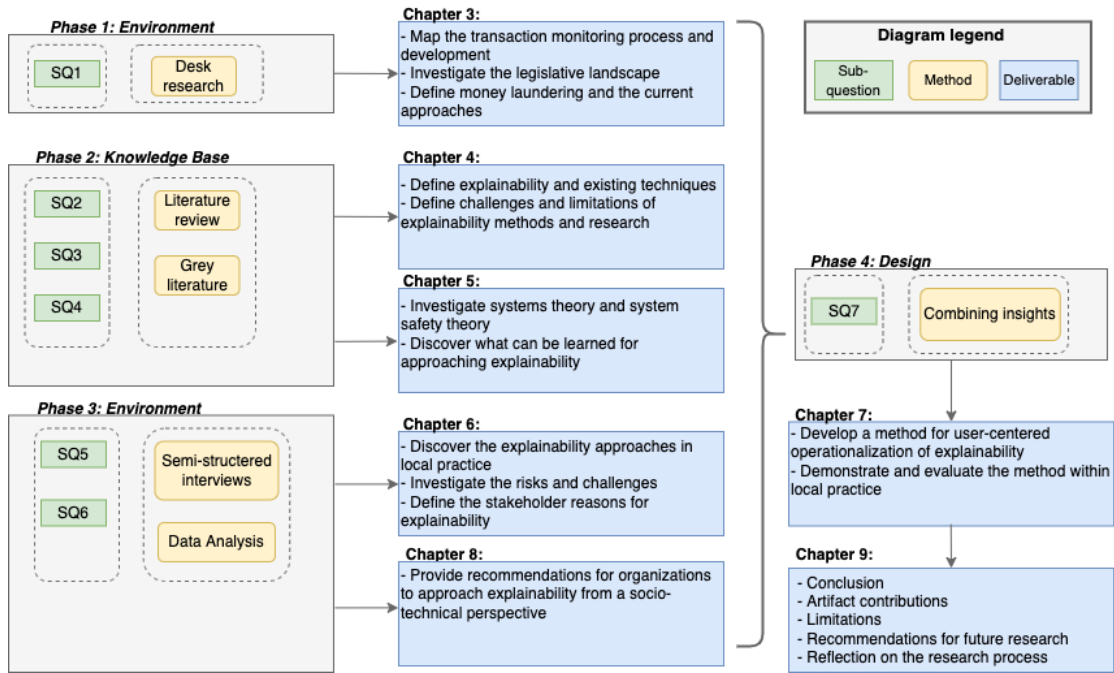 Phase 1: Environment
SQ1
Desk
research
Chapter 3:
- Map the transaction monitoring process and
development
- Investigate the legislative landscape
- Define money laundering and the current
approaches
Diagram legend
Sub-
question
Method
Deliverable
Phase 2: Knowledge Base
SQ2
SQ3
SQ4
Literature
review
Grey
literature
Chapter 4:
- Define explainability and existing techniques
- Define challenges and limitations of
explainability methods and research
Chapter 5:
- Investigate systems theory and system
safety theory
- Discover what can be learned for
approaching explainability
Phase 3: Environment
SQ5
SQ6
Semi-structered
interviews
Data Analysis
Chapter 6:
- Discover the explainability approaches in
local practice
- Investigate the risks and challenges
- Define the stakeholder reasons for
explainability
Chapter 8:
- Provide recommendations for organizations
to approach explainability from a socio-
technical perspective
Phase 4: Design
SQ7
Combining insights
Chapter 7:
- Develop a method for user-centered
operationalization of explainability
- Demonstrate and evaluate the method within
local practice
Chapter 9:
- Conclusion
- Artifact contributions
- Limitations
- Recommendations for future research
- Reflection on the research process